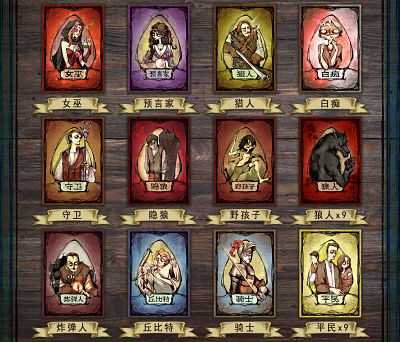 女巫 预言家 猎人 白痴
女巫 预言家 猎人 白痴
守卫 隐狼 野孩子 狼人
守卫 隐狼 野孩子 狼人x9
炸弹人 丘比特 骑士 平民
炸弹人 丘比特 骑士 平民x9